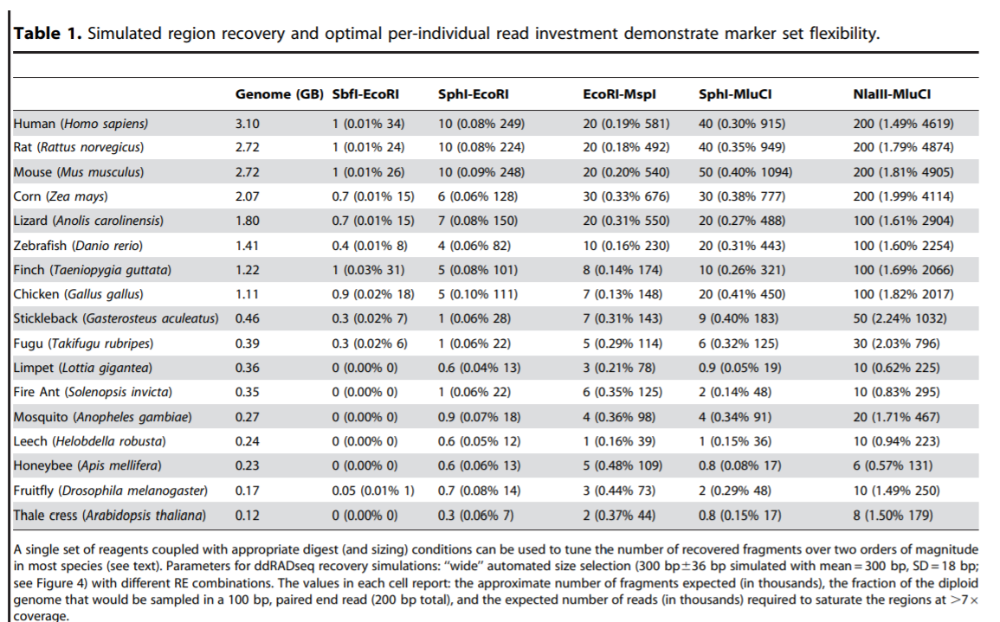 Table 1. Simulated region recovery and optimal per-individual read investment demonstrate marker set flexibility.
Genome (GB) SbfI-EcoRI SphI-EcoRI EcoRI-MspI SphI-MluCI NlaIII-MluCI
Human (Homo sapiens) 3.10 1 (0.01% 34) 10 (0.08% 249) 20 (0.19% 581) 40 (0.30% 915) 200 (1.49% 4619)
Rat (Rattus norvegicus) 2.72 1 (0.01% 24) 10 (0.08% 224) 20 (0.18% 492) 40 (0.35% 949) 200 (1.79% 4874)
Mouse (Mus musculus) 2.72 1 (0.01% 26) 10 (0.09% 248) 20 (0.20% 540) 50 (0.40% 1094) 200 (1.81% 4905)
Corn (Zea mays) 2.07 0.7 (0.01% 15) 6 (0.06% 128) 30 (0.33% 676) 30 (0.38% 777) 200 (1.99% 4114)
Lizard (Anolis carolinensis) 1.80 0.7 (0.01% 15) 7 (0.08% 150) 20 (0.31% 550) 20 (0.27% 488) 100 (1.61% 2904)
Zebrafish (Danio rerio) 1.41 0.4 (0.01% 8) 4 (0.06% 82) 10 (0.16% 230) 20 (0.31% 443) 100 (1.60% 2254)
Finch (Taeniopygia guttata) 1.22 1 (0.03% 31) 5 (0.08% 101) 8 (0.14% 174) 10 (0.26% 321) 100 (1.69% 2066)
Chicken (Gallus gallus) 1.11 0.9 (0.02% 18) 5 (0.10% 111) 7 (0.13% 148) 20 (0.41% 450) 100 (1.82% 2017)
Stickleback (Gasterosteus aculeatus) 0.46 0.3 (0.02% 7) 1 (0.06% 28) 7 (0.31% 143) 9 (0.40% 183) 50 (2.24% 1032)
Fugu (Takifugu rubripes) 0.39 0.3 (0.02% 6) 1 (0.06% 22) 5 (0.29% 114) 6 (0.32% 125) 30 (2.03% 796)
Limpet (Lottia gigantea) 0.36 0 (0.00% 0) 0.6 (0.04% 13) 3 (0.21% 78) 0.9 (0.05% 19) 10 (0.62% 225)
Fire Ant (Solenopsis invicta) 0.35 0 (0.00% 0) 1 (0.06% 22) 6 (0.35% 125) 2 (0.14% 48) 10 (0.83% 295)
Mosquito (Anopheles gambiae) 0.27 0 (0.00% 0) 0.9 (0.07% 18) 4 (0.36% 98) 4 (0.34% 91) 20 (1.71% 467)
Leech (Helobdella robusta) 0.24 0 (0.00% 0) 0.6 (0.05% 12) 1 (0.16% 39) 1 (0.15% 36) 10 (0.94% 223)
Honeybee (Apis mellifera) 0.23 0 (0.00% 0) 0.6 (0.06% 13) 5 (0.48% 109) 0.8 (0.08% 17) 6 (0.57% 131)
Fruitfly (Drosophila melanogaster) 0.17 0.05 (0.01% 1) 0.7 (0.08% 14) 3 (0.44% 73) 2 (0.29% 48) 10 (1.49% 250)
Thale cress (Arabidopsis thaliana) 0.12 0 (0.00% 0) 0.3 (0.06% 7) 2 (0.37% 44) 0.8 (0.15% 17) 8 (1.50% 179)
A single set of reagents coupled with appropriate digest (and sizing) conditions can be used to tune the number of recovered fragments over two orders of magnitude
in most species (see text). Parameters for ddRADseq recovery simulations: “wide” automated size selection (300 bp±36 bp simulated with mean = 300 bp, SD = 18 bp;
see Figure 4) with different RE combinations. The values in each cell report: the approximate number of fragments expected (in thousands), the fraction of the diploid
genome that would be sampled in a 100 bp, paired end read (200 bp total), and the expected number of reads (in thousands) required to saturate the regions at >7×
coverage.